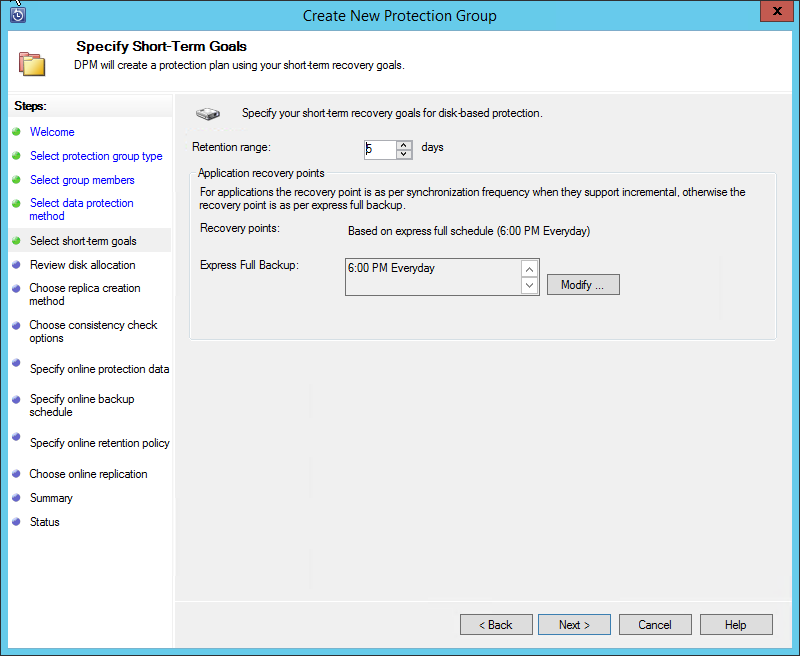 Create New Protection Group
x
Specify Short-Term Goals
DPM will create a protection plan using your short-term recovery goals.
Steps:
Welcome
Select protection group type
Select group members
Select data protection
method
Select short-term goals
Review disk allocation
Choose replica creation
method
Choose consistency check
options
Specify online protection data
Specify online backup
schedule
Specify online retention policy
Choose online replication
Summary
Status
Specify your short-term recovery goals for disk-based protection.
Retention range: 5 days
Application recovery points
For applications the recovery point is as per synchronization frequency when they support incremental, otherwise the
recovery point is as per express full backup.
Recovery points: Based on express full schedule (6:00 PM Everyday)
Express Full Backup: 6:00 PM Everyday
Modify ...
< Back Next > Cancel Help